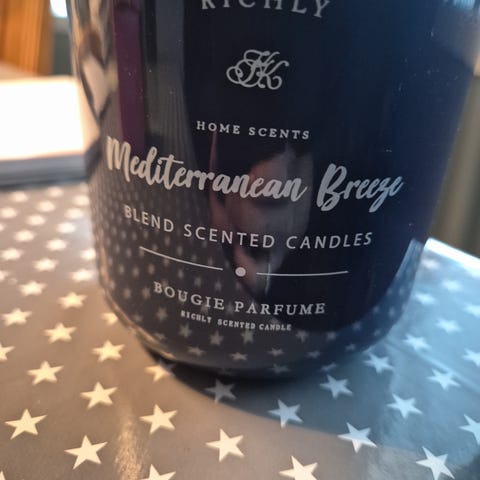 RICHLY
HOME SCENTS
Mediterranean Breeze
BLEND SCENTED CANDLES
BOUGIE PARFUME
RICHLY SCENTED CANDLE